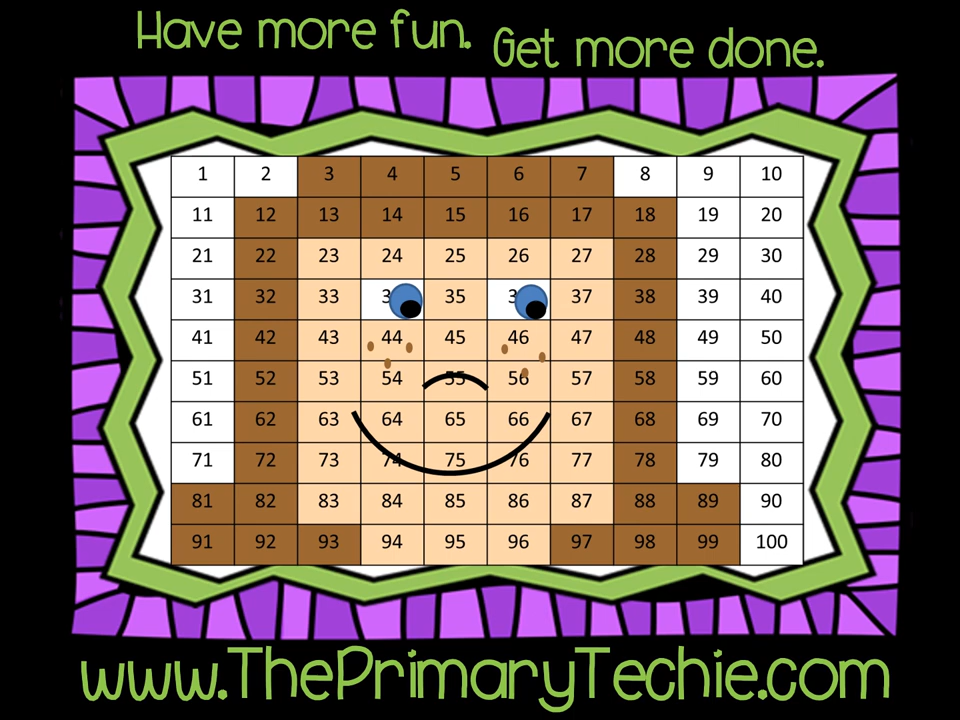 Have more fun. Get more done.
1 2 3 4 5 6 7 8 9 10
11 12 13 14 15 16 17 18 19 20
21 22 23 24 25 26 27 28 29 30
31 32 33 35 37 38 39 40
41 42 43 44 45 46 47 48 49 50
51 52 53 54 55 56 57 58 59 60
61 62 63 64 65 66 67 68 69 70
71 72 73 74 75 76 77 78 79 80
81 82 83 84 85 86 87 88 89 90
91 92 93 94 95 96 97 98 99 100
www.ThePrimaryTechie.com